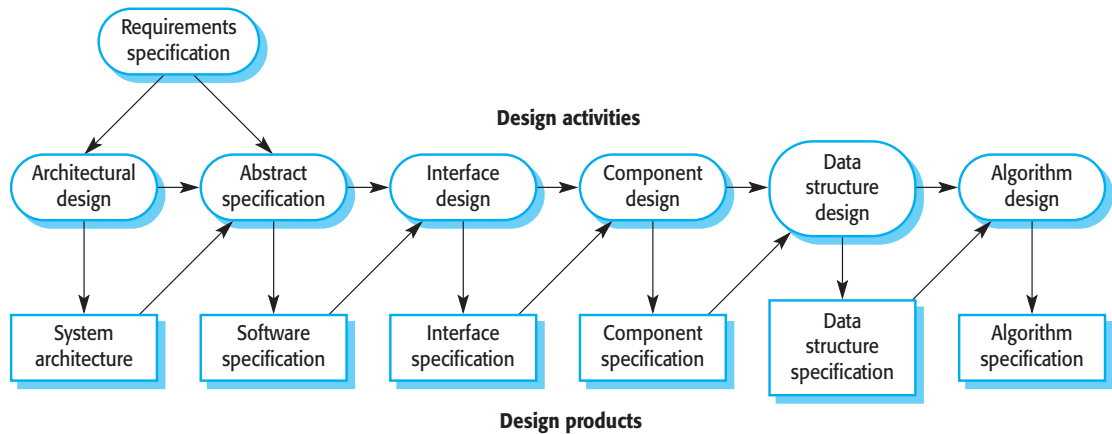 Requirements
specification
Design activities
Architectural
design
Abstract
specification
Interface
design
Component
design
Data
structure
design
Algorithm
design
System
architecture
Software
specification
Interface
specification
Component
specification
Data
structure
specification
Algorithm
specification
Design products